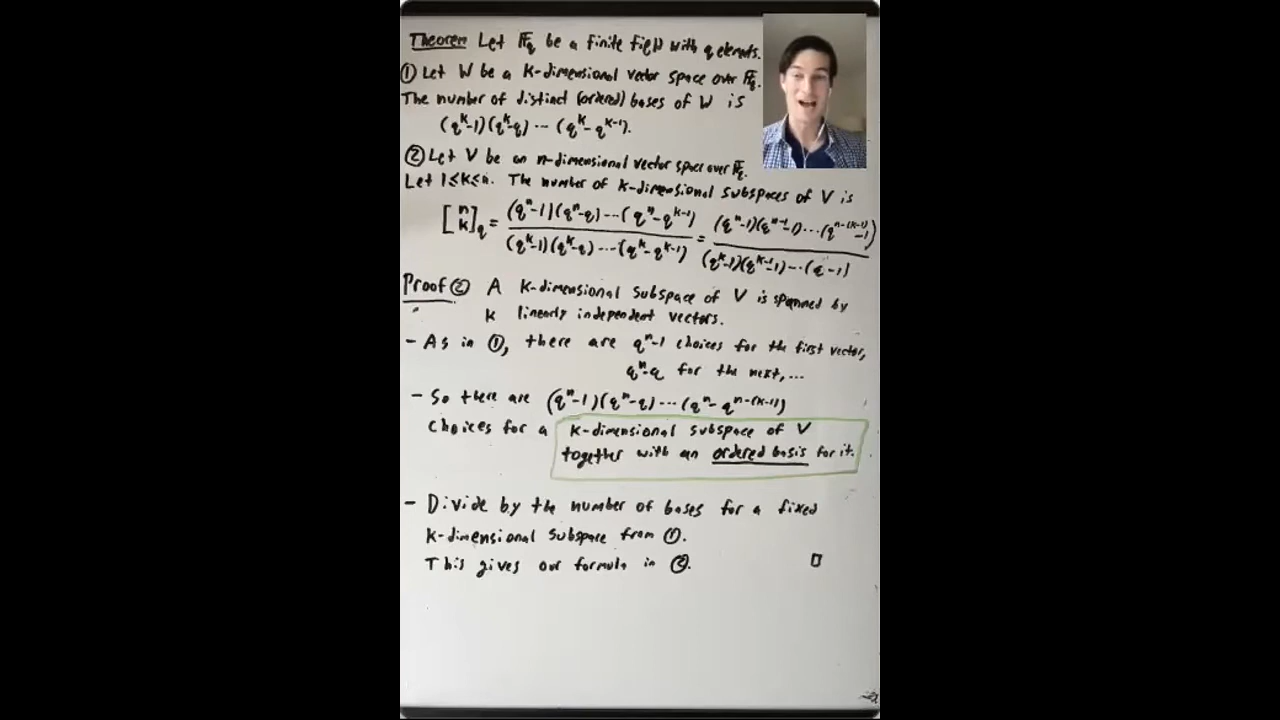 Theorem Let 𝔽_q be a finite field with q elements.
① Let W be a K-dimensional vector space over 𝔽_q.
The number of distinct (ordered) bases of W is
(q^k-1)(q^k-q) ... (q^k-q^{k-1}).
② Let V be an n-dimensional vector space over 𝔽_q.
Let 1≤K≤n. The number of K-dimensional subspaces of V is
[n k]_q = (q^n-1)(q^n-q)...(q^n-q^{k-1}) / (q^k-1)(q^k-q)...(q^k-q^{k-1}) = (q^n-1)(q^{n-1}-1)...(q^{n-(k-1)}-1) / (q^k-1)(q^{k-1}-1)...(q-1)
Proof ② A K-dimensional subspace of V is spanned by
K linearly independent vectors.
- As in ①, there are q^n-1 choices for the first vector,
q^n-q for the next, ...
- So there are (q^n-1)(q^n-q)...(q^n-q^{n-(k-1)})
choices for a K-dimensional subspace of V
together with an ordered basis for it.
- Divide by the number of bases for a fixed
K-dimensional subspace from ①.
This gives our formula in ②. □